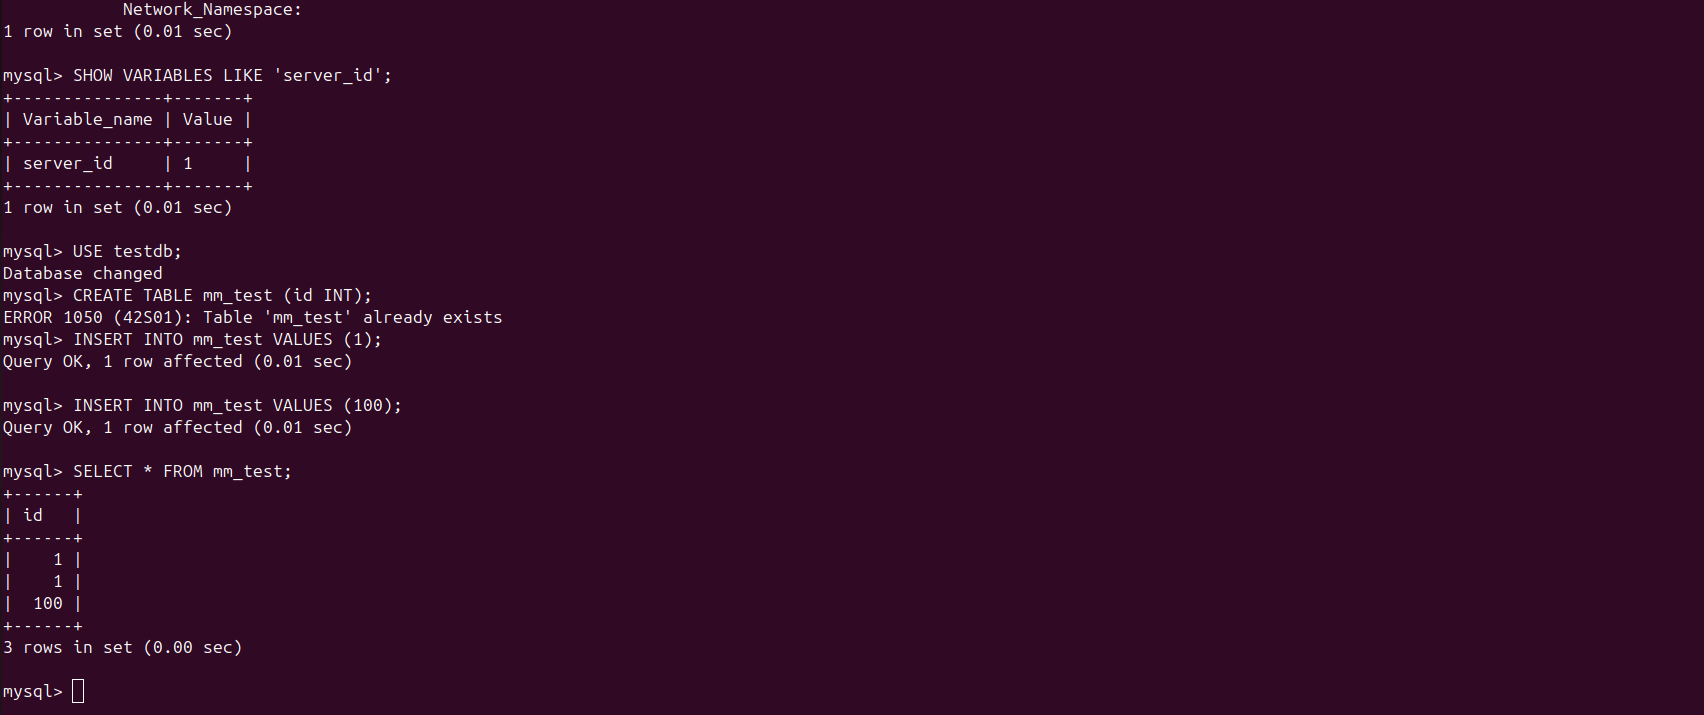 Network_Namespace:
1 row in set (0.01 sec)

mysql> SHOW VARIABLES LIKE 'server_id';
+---------------+-------+
| Variable_name | Value |
+---------------+-------+
| server_id     | 1     |
+---------------+-------+
1 row in set (0.01 sec)

mysql> USE testdb;
Database changed
mysql> CREATE TABLE mm_test (id INT);
ERROR 1050 (42S01): Table 'mm_test' already exists
mysql> INSERT INTO mm_test VALUES (1);
Query OK, 1 row affected (0.01 sec)

mysql> INSERT INTO mm_test VALUES (100);
Query OK, 1 row affected (0.01 sec)

mysql> SELECT * FROM mm_test;
+------+
| id   |
+------+
|    1 |
|    1 |
|  100 |
+------+
3 rows in set (0.00 sec)

mysql>